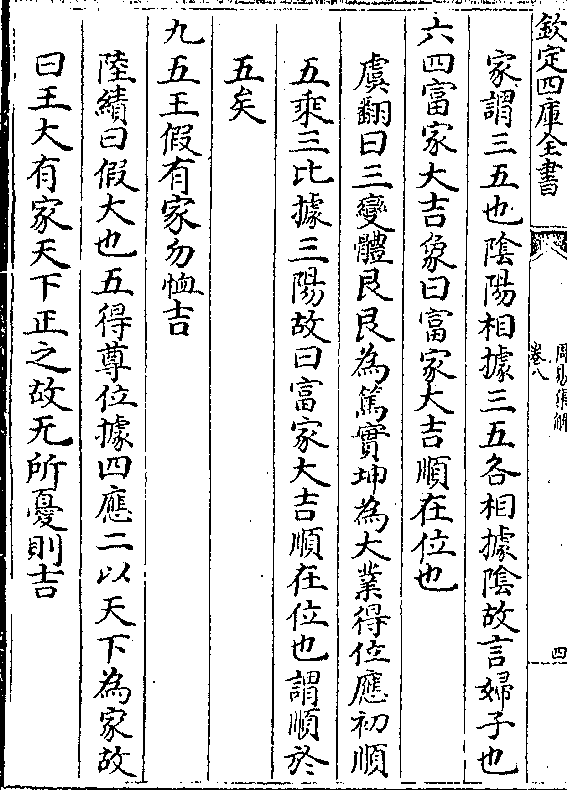 欽定四庫全書
周易集解
卷八
四
家謂三五也陰陽相據三五各相據陰故言婦子也
六四富家大吉象曰富家大吉順在位也
虞翻曰三變體艮艮為篤實坤為大業得位應初順
五乘三比據三陽故曰富家大吉順在位也謂順於
五矣
九五王假有家勿恤吉
陸績曰假大也五得尊位據四應二以天下為家故
曰王大有家天下正之故无所憂則吉